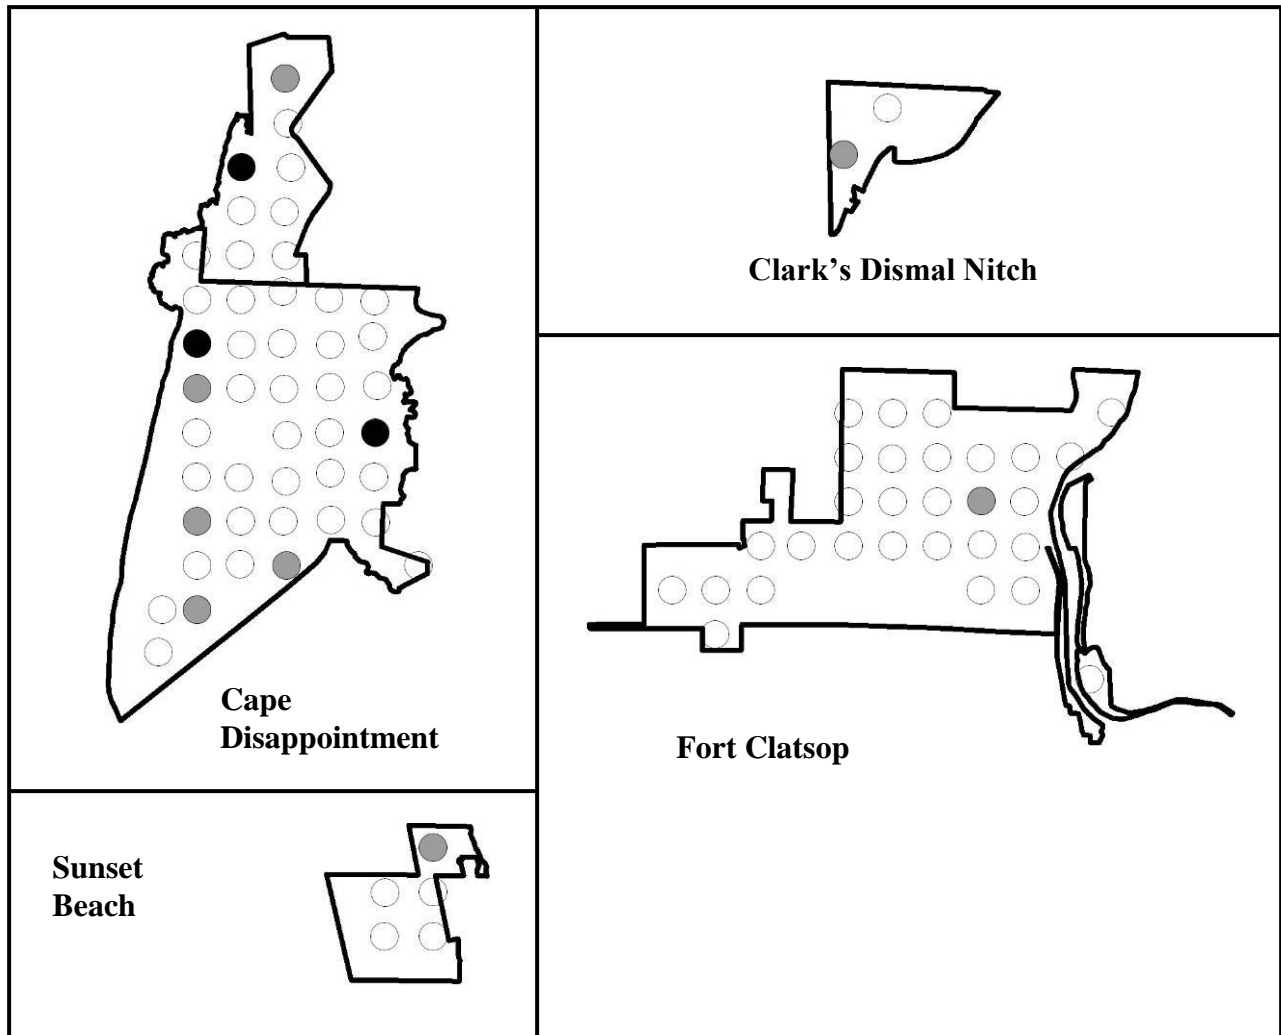 Clark's Dismal Nitch
Cape
Disappointment
Fort Clatsop
Sunset
Beach